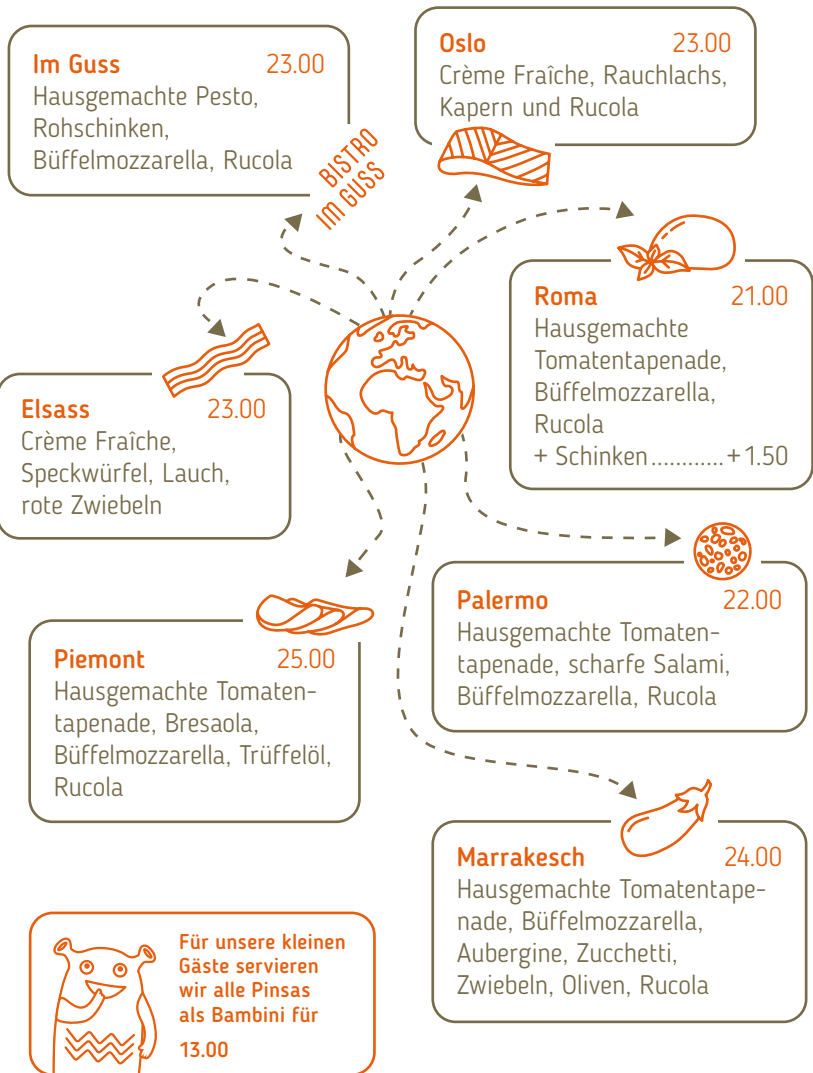 Im Guss 23.00
Hausgemachte Pesto,
Rohschinken,
Büffelmozzarella, Rucola
BISTRO
IM GUSS
Oslo 23.00
Crème Fraîche, Rauchlachs,
Kapern und Rucola
Roma 21.00
Hausgemachte
Tomatentapenade,
Büffelmozzarella,
Rucola
+ Schinken............+1.50
Elsass 23.00
Crème Fraîche,
Speckwürfel, Lauch,
rote Zwiebeln
Palermo 22.00
Hausgemachte Tomaten-
tapenade, scharfe Salami,
Büffelmozzarella, Rucola
Piemont 25.00
Hausgemachte Tomaten-
tapenade, Bresaola,
Büffelmozzarella, Trüffelöl,
Rucola
Marrakesch 24.00
Hausgemachte Tomatentape-
nade, Büffelmozzarella,
Aubergine, Zucchetti,
Zwiebeln, Oliven, Rucola
Für unsere kleinen
Gäste servieren
wir alle Pinsas
als Bambini für
13.00